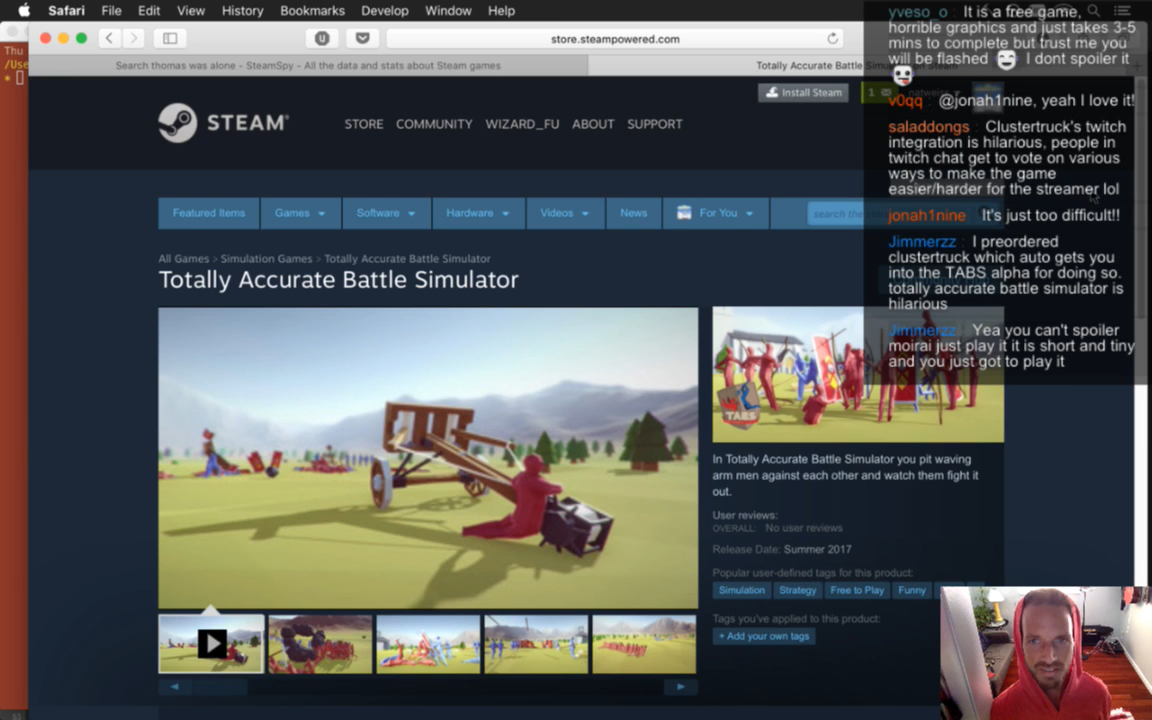 Safari File Edit View History Bookmarks Develop Window Help
Thu
/Use
*
store.steampowered.com
Search thomas was alone - SteamSpy - All the data and stats about Steam games
Totally Accurate Battle
Install Steam
1
STEAM®
STORE COMMUNITY WIZARD_FU ABOUT SUPPORT
Featured Items Games Software Hardware Videos News For You
search the
All Games > Simulation Games > Totally Accurate Battle Simulator
Totally Accurate Battle Simulator
TABS
In Totally Accurate Battle Simulator you pit waving
arm men against each other and watch them fight it
out.
User reviews:
OVERALL: No user reviews
Release Date: Summer 2017
Popular user-defined tags for this product:
Simulation Strategy Free to Play Funny
Tags you've applied to this product:
+ Add your own tags
yveso_o : It is a free game,
horrible graphics and just takes 3-5
mins to complete but trust me you
will be flashed I dont spoiler it
v0qq : @jonah1nine, yeah I love it!
saladdongs : Clustertruck's twitch
integration is hilarious, people in
twitch chat get to vote on various
ways to make the game
easier/harder for the streamer lol
jonah1nine : It's just too difficult!!
Jimmerzz : I preordered
clustertruck which auto gets you
into the TABS alpha for doing so.
totally accurate battle simulator is
hilarious
Jimmerzz : Yea you can't spoiler
moirai just play it it is short and tiny
and you just got to play it